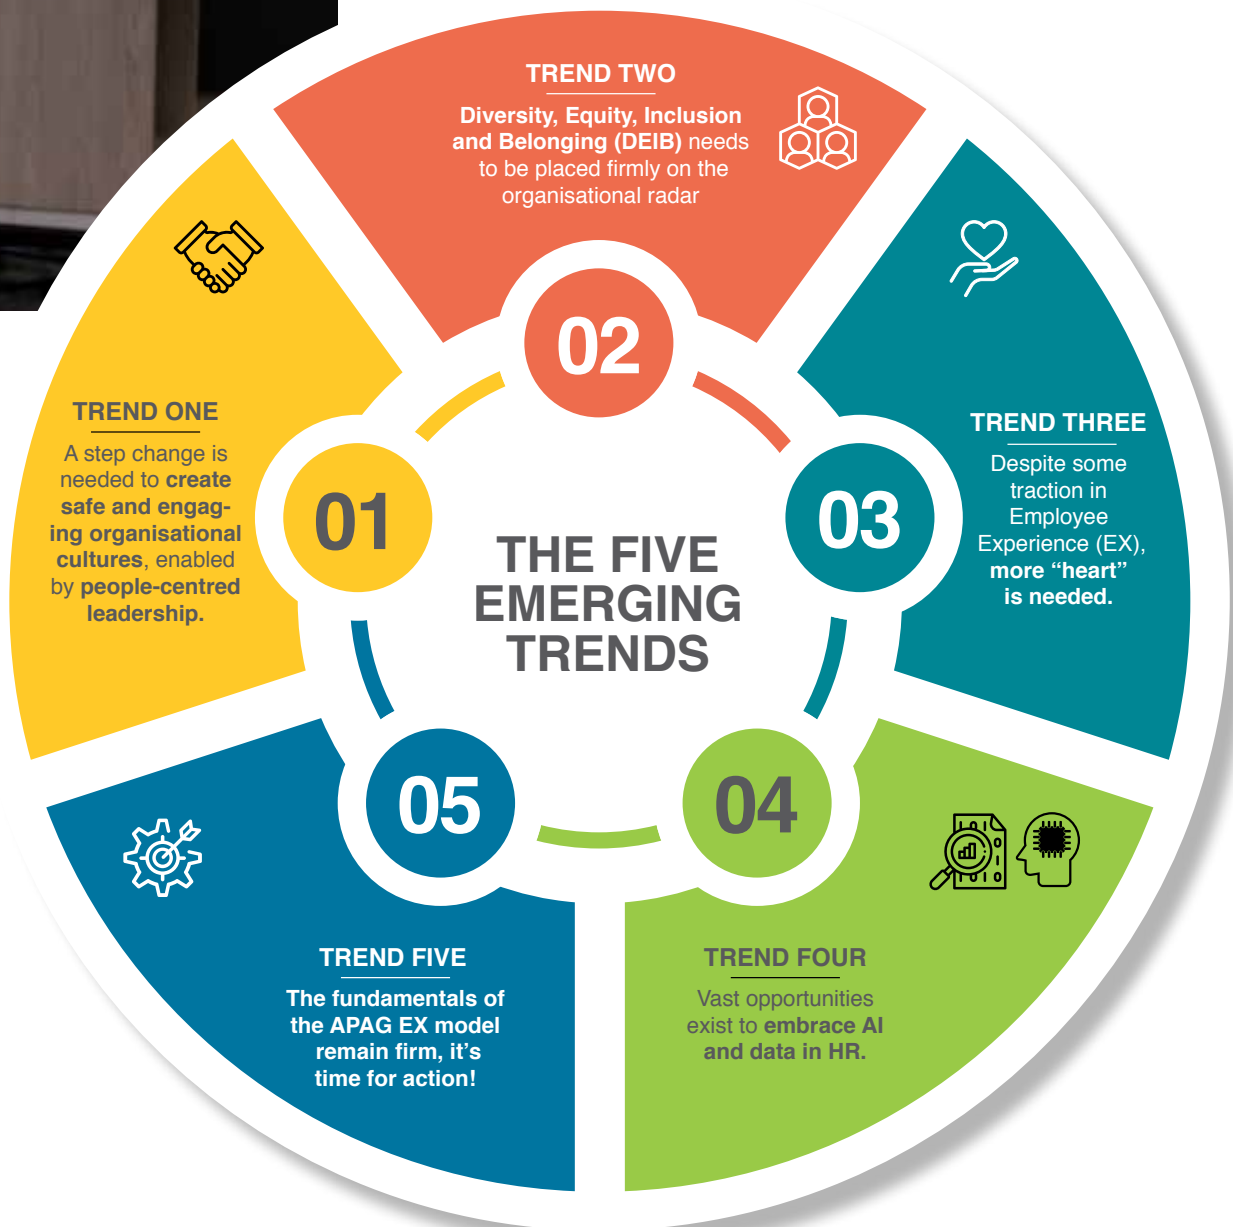 TREND TWO
Diversity, Equity, Inclusion
and Belonging (DEIB) needs
to be placed firmly on the
organisational radar
02
TREND ONE
A step change is
needed to create
safe and engag-
ing organisational
cultures, enabled
by people-centred
leadership.
01
THE FIVE
EMERGING
TRENDS
03
TREND THREE
Despite some
traction in
Employee
Experience (EX),
more “heart”
is needed.
05
TREND FIVE
The fundamentals of
the APAG EX model
remain firm, it’s
time for action!
04
TREND FOUR
Vast opportunities
exist to embrace AI
and data in HR.